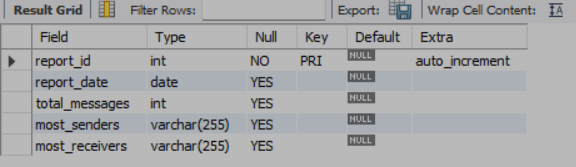 Result Grid Filter Rows: Export: Wrap Cell Content: IA
Field Type Null Key Default Extra
report_id int NO PRI NULL auto_increment
report_date date YES NULL
total_messages int YES NULL
most_senders varchar(255) YES NULL
most_receivers varchar(255) YES NULL